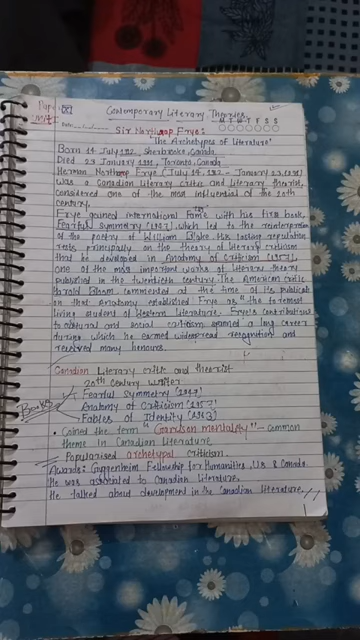 Contemporary Literary Theories
Date
M T W T F S S
Sir Northrop Frye:
'The Archetypes of Literature'
Born 14 July 192, Sherbrooke, Canada
Died 23 January 1991, Toronto, Canada
Herman Northrop Frye (July 14, 192 - January 23, 1991)
was a Canadian Literary Critic and Literary theorist,
considered one of the most influential of the 20th
century.
Frye gained international fame with his first book,
Fearful Symmetry (1947), which led to the reinterpretation
of the poetry of William Blake. His lasting reputation
rests principally on the theory of literary criticism
that he developed in Anatomy of Criticism (1957),
one of the most important works of literary theory
published in the twentieth century. The American critic
Harold Bloom commented at the time of its publication
on that Anatomy established Frye as "the foremost
living student of Western Literature. Frye's contributions
to cultural and social criticism spanned a long career
during which he earned widespread recognition and
received many honours.
Canadian Literary critic and theorist
20th Century writer
Books
Fearful Symmetry (1947)
Anatomy of Criticism (1957)
Fables of Identity (1963)
• Coined the term "Garrison mentality" - common
theme in Canadian Literature
Popularised archetypal criticism.
Awards: Guggenheim Fellowship for Humanities, US & Canada.
He was associated to Canadian Literature.
He talked about development in the Canadian literature.